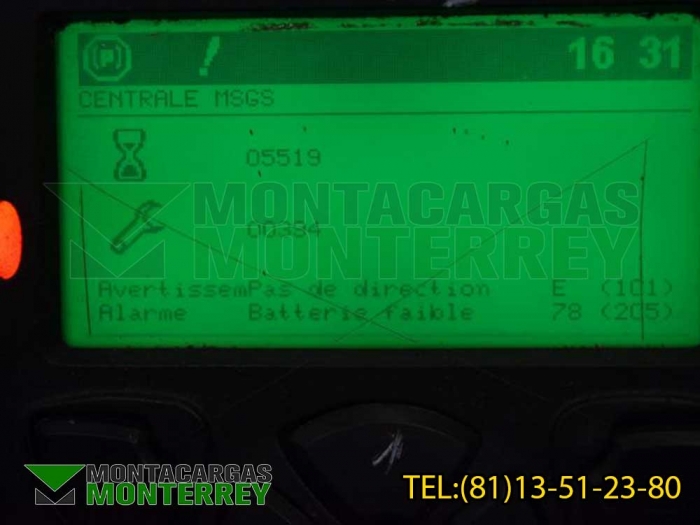 (P) ! 16 31
CENTRALE MSGS
05519
MONTACARGAS
00384
MONTERREY
AvertissemPas de direction E (101)
Alarme Batterie faible 78 (205)
MONTACARGAS
MONTERREY
TEL:(81)13-51-23-80